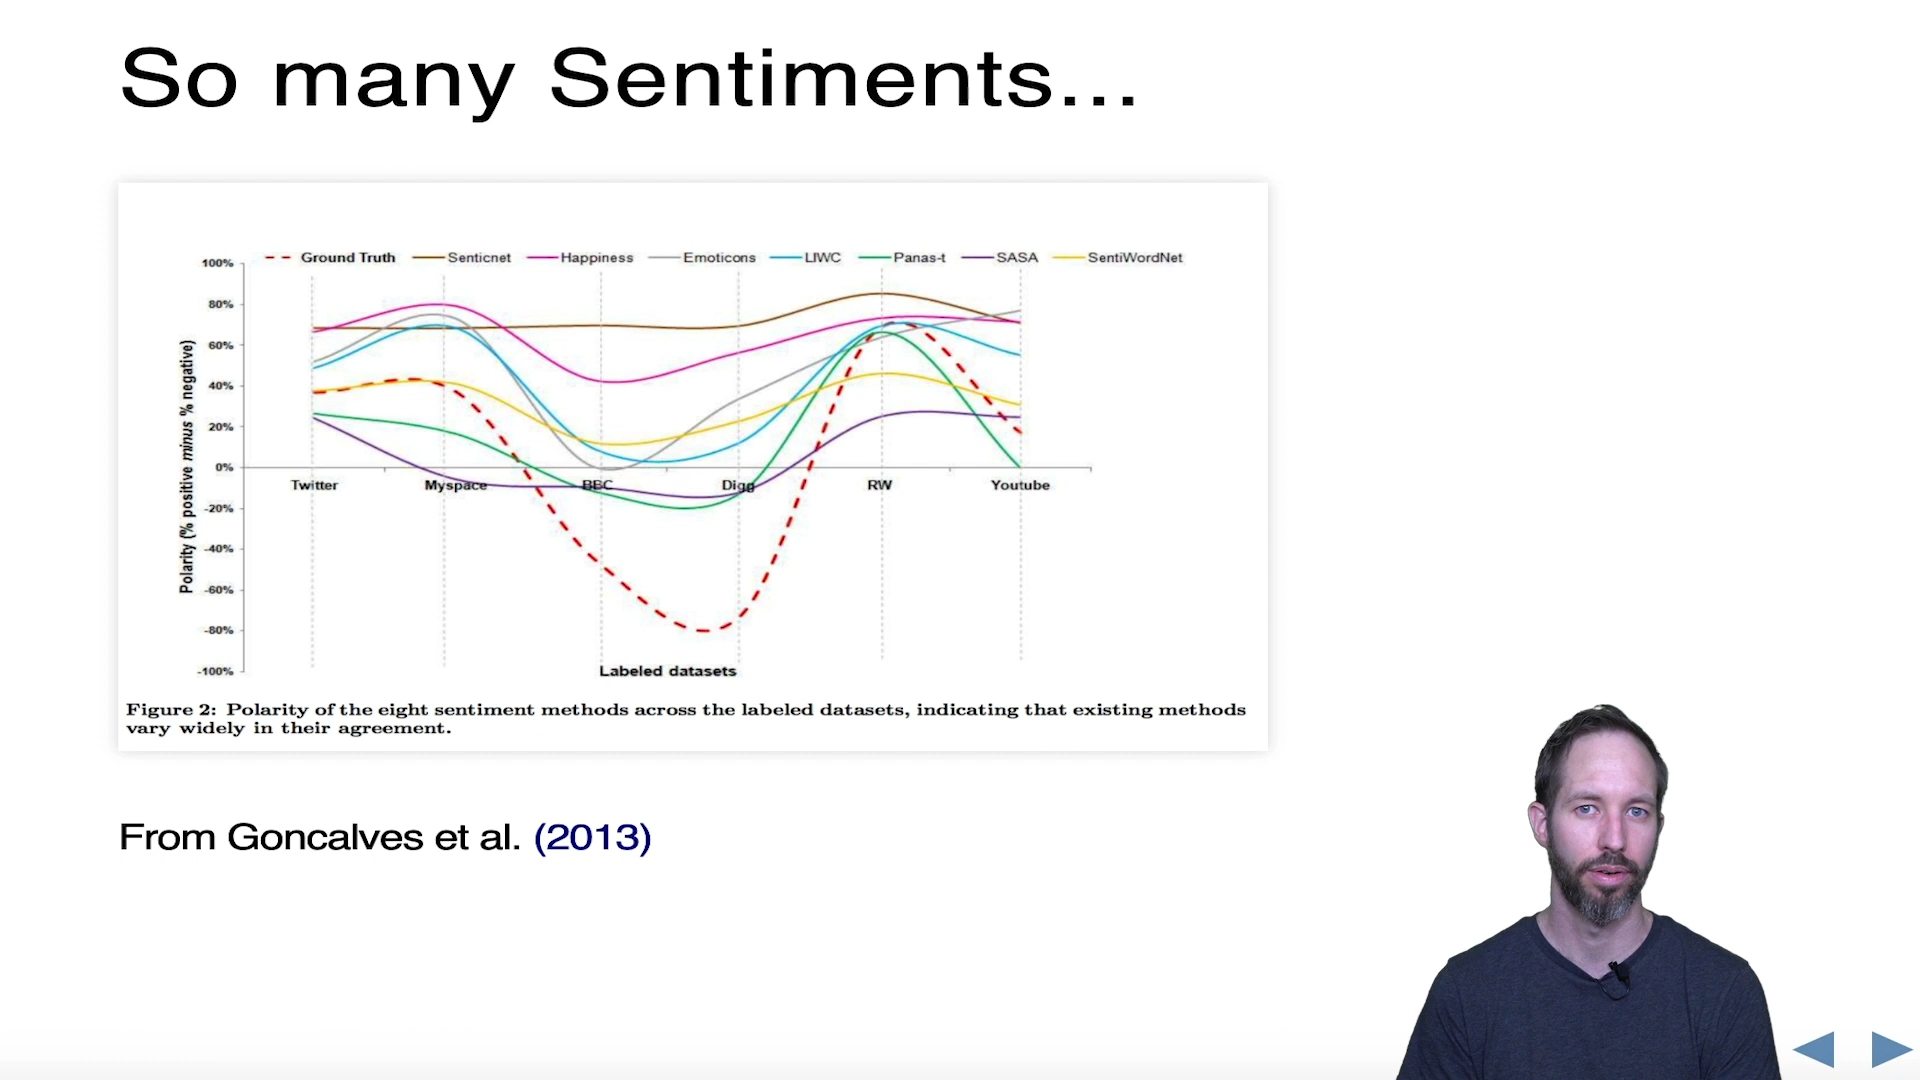 So many Sentiments...
Ground Truth Senticnet Happiness Emoticons LIWC Panas-t SASA SentiWordNet
100%
80%
60%
40%
20%
0%
-20%
-40%
-60%
-80%
-100%
Polarity (% positive minus % negative)
Twitter Myspace BBC Digg RW Youtube
Labeled datasets
Figure 2: Polarity of the eight sentiment methods across the labeled datasets, indicating that existing methods
vary widely in their agreement.
From Goncalves et al. (2013)